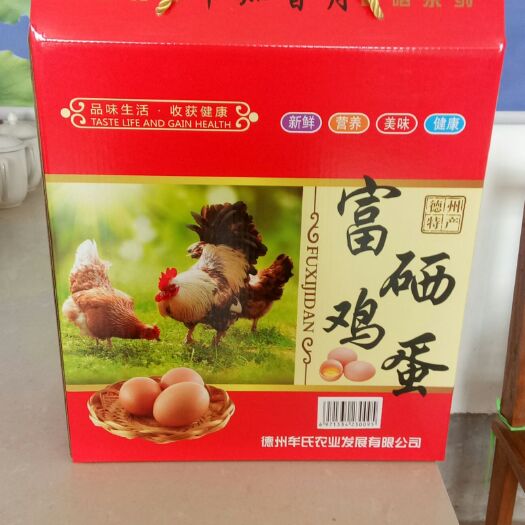 品味生活·收获健康
TASTE LIFE AND GAIN HEALTH
新鲜 营养 美味 健康
德州
特产
富硒
鸡蛋
FUXIJIDAN
6971584230093
德州牟氏农业发展有限公司